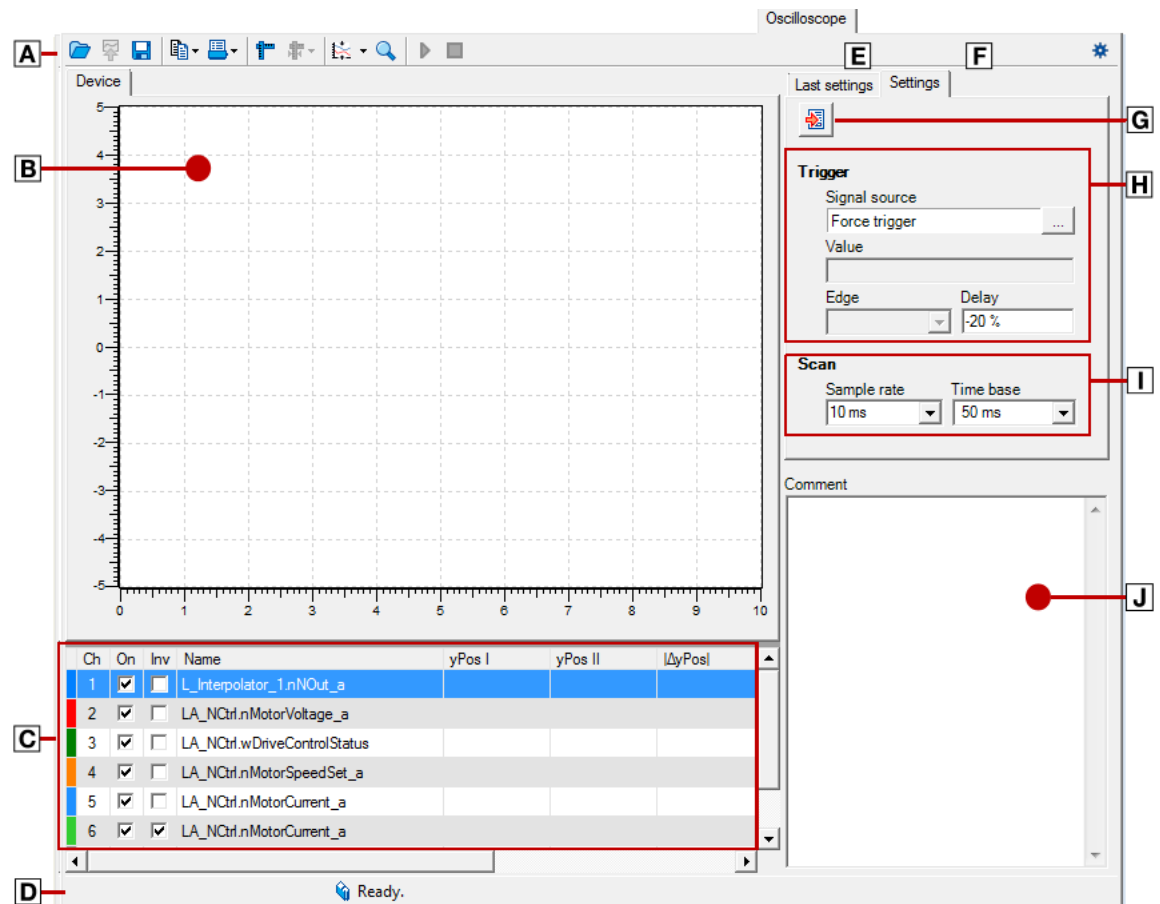 Oscilloscope
A
E
F
Device
Last settings
Settings
5
4
3
2
1
0
-1
-2
-3
-4
-5
0 1 2 3 4 5 6 7 8 9 10
B
G
Trigger
H
Signal source
Force trigger ...
Value
Edge Delay
-20 %
Scan
I
Sample rate Time base
10 ms 50 ms
Comment
J
Ch On Inv Name yPos I yPos II |ΔyPos|
1 L_Interpolator_1.nNOut_a
2 LA_NCtrl.nMotorVoltage_a
C
3 LA_NCtrl.wDriveControlStatus
4 LA_NCtrl.nMotorSpeedSet_a
5 LA_NCtrl.nMotorCurrent_a
6 LA_NCtrl.nMotorCurrent_a
D
Ready.